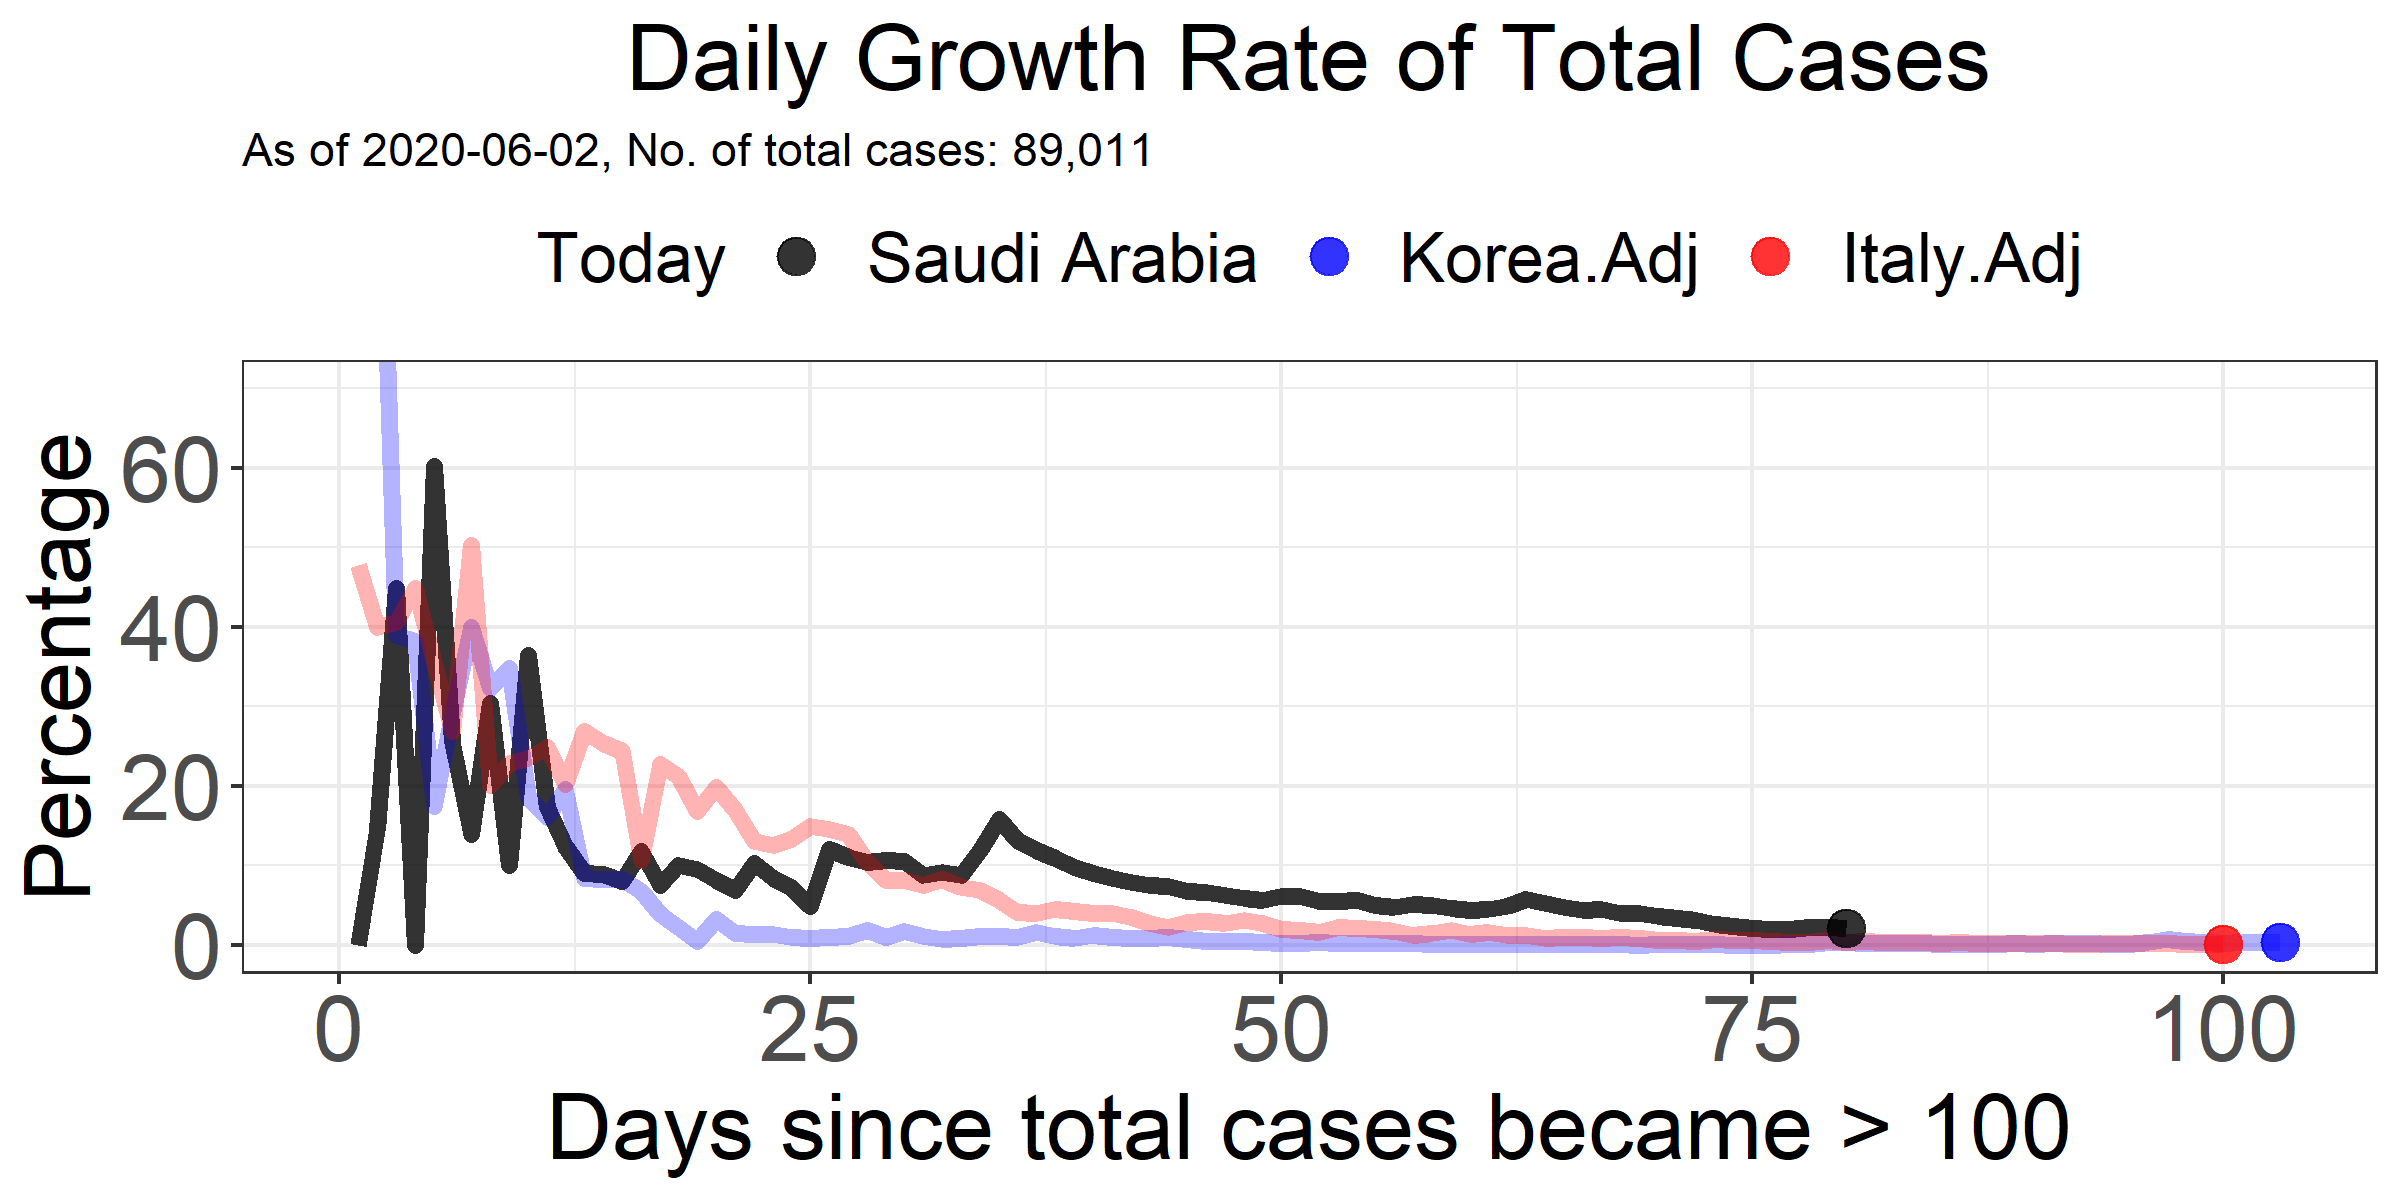 Daily Growth Rate of Total Cases
As of 2020-06-02, No. of total cases: 89,011
Today Saudi Arabia Korea.Adj Italy.Adj
Percentage
60
40
20
0
0 25 50 75 100
Days since total cases became > 100